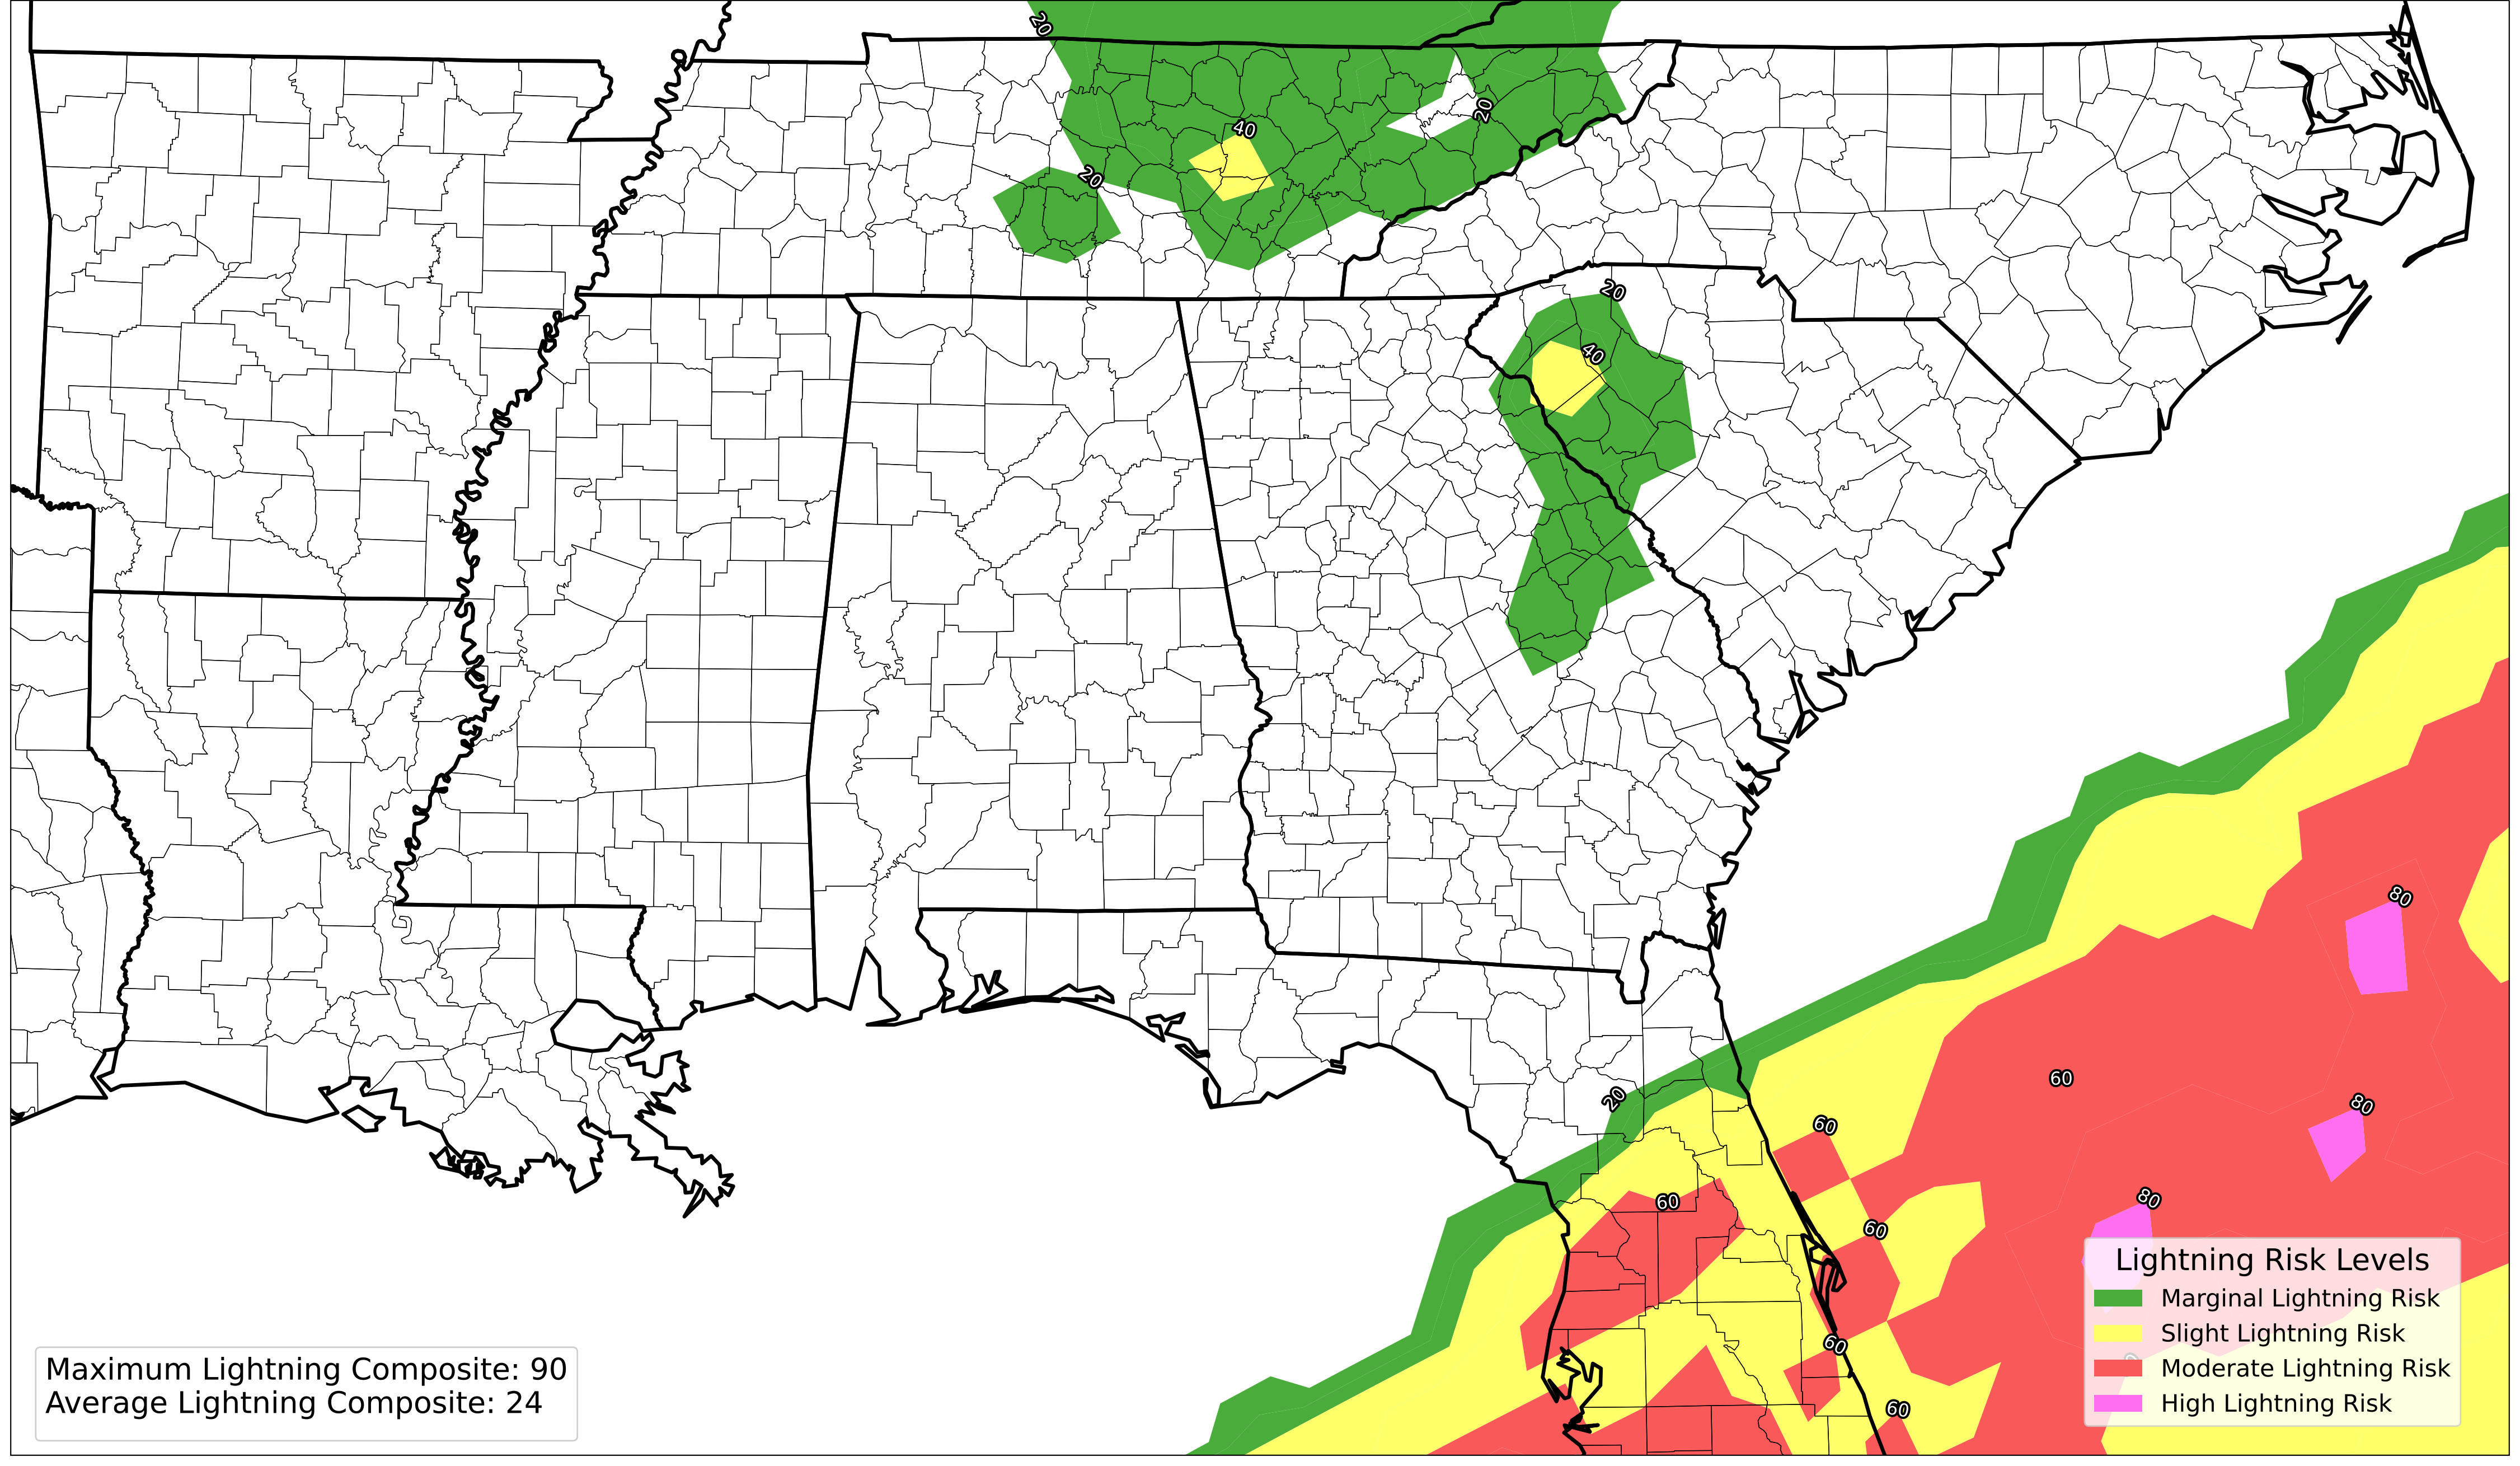 20
40
20
20
20
40
80
60
80
60
20
80
60
60
60
60
Lightning Risk Levels
Marginal Lightning Risk
Slight Lightning Risk
Moderate Lightning Risk
High Lightning Risk
Maximum Lightning Composite: 90
Average Lightning Composite: 24